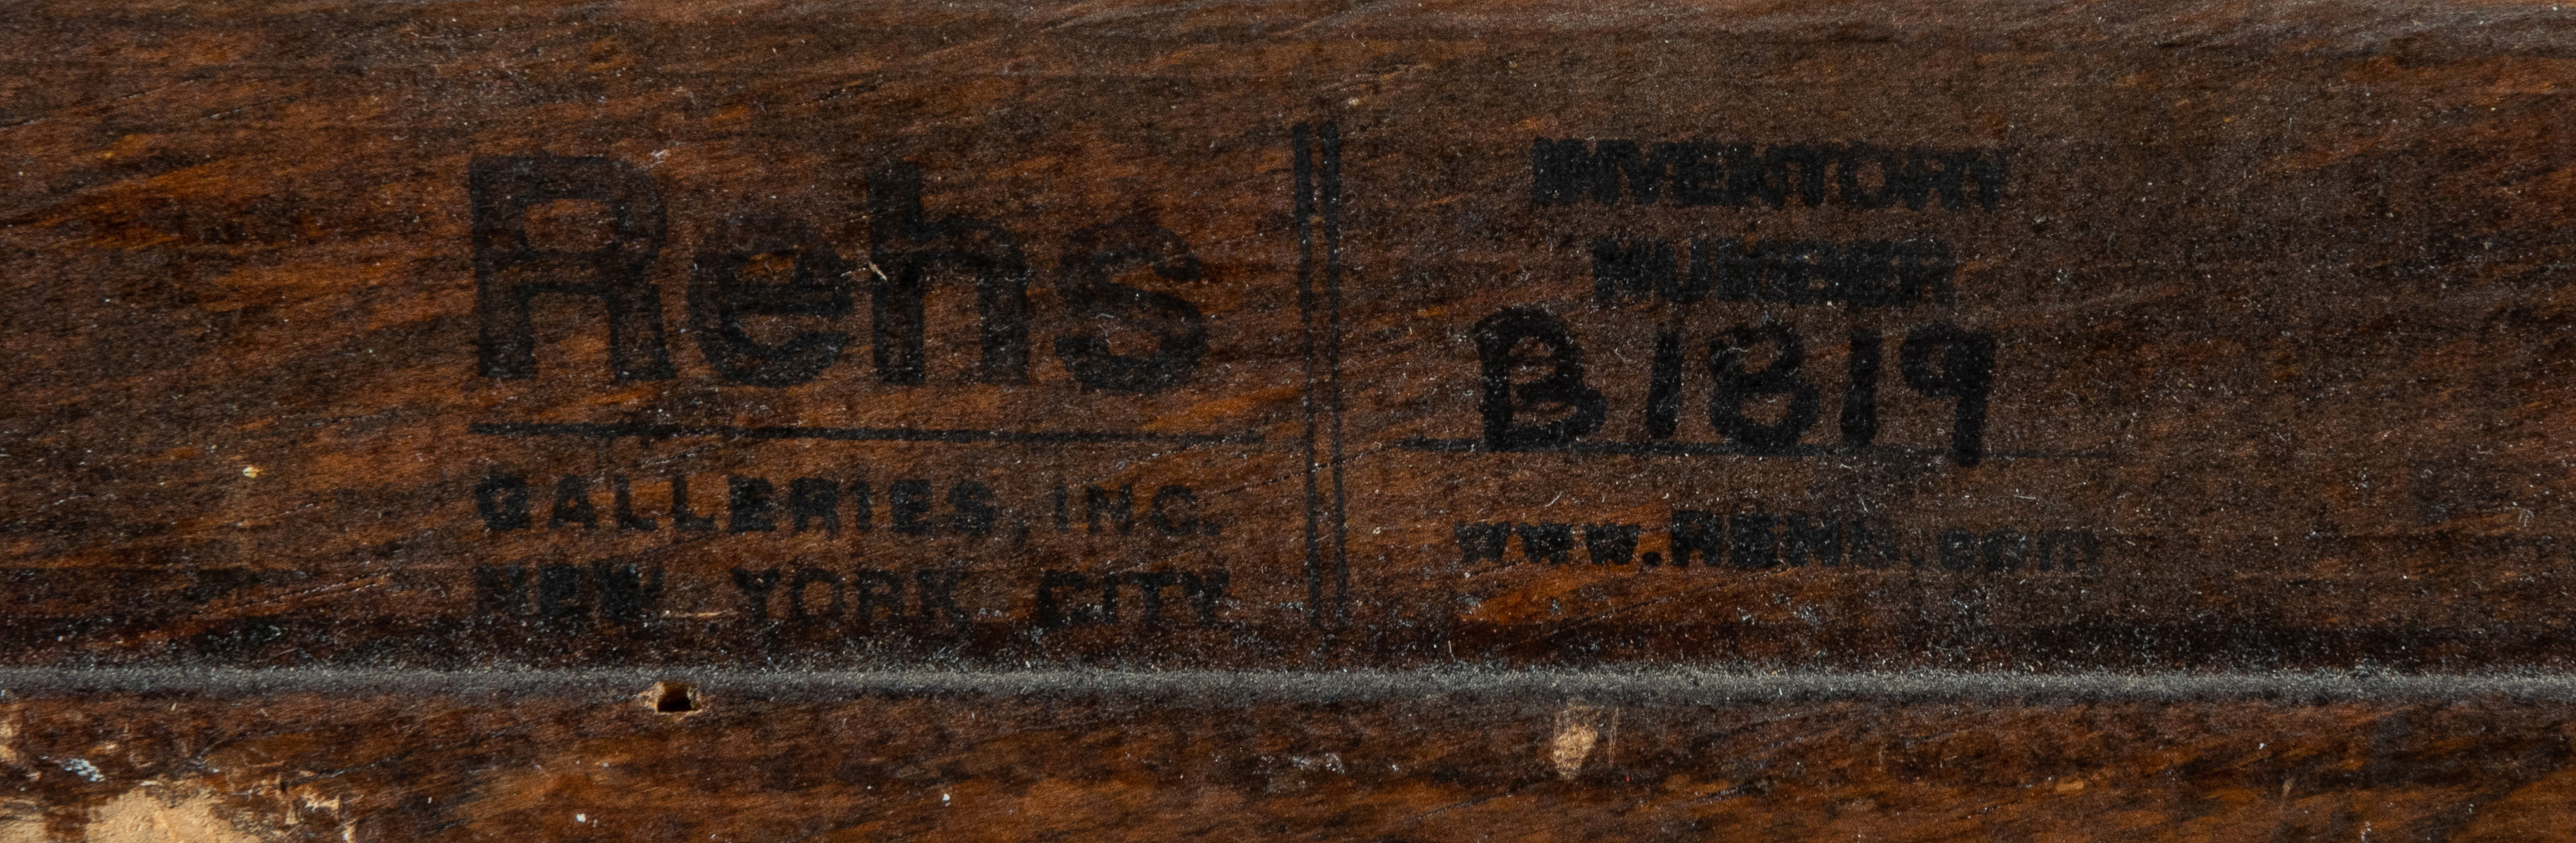 Rehs
GALLERIES, INC.
NEW YORK CITY
INVENTORY
NUMBER
B1819
www.REHS.com